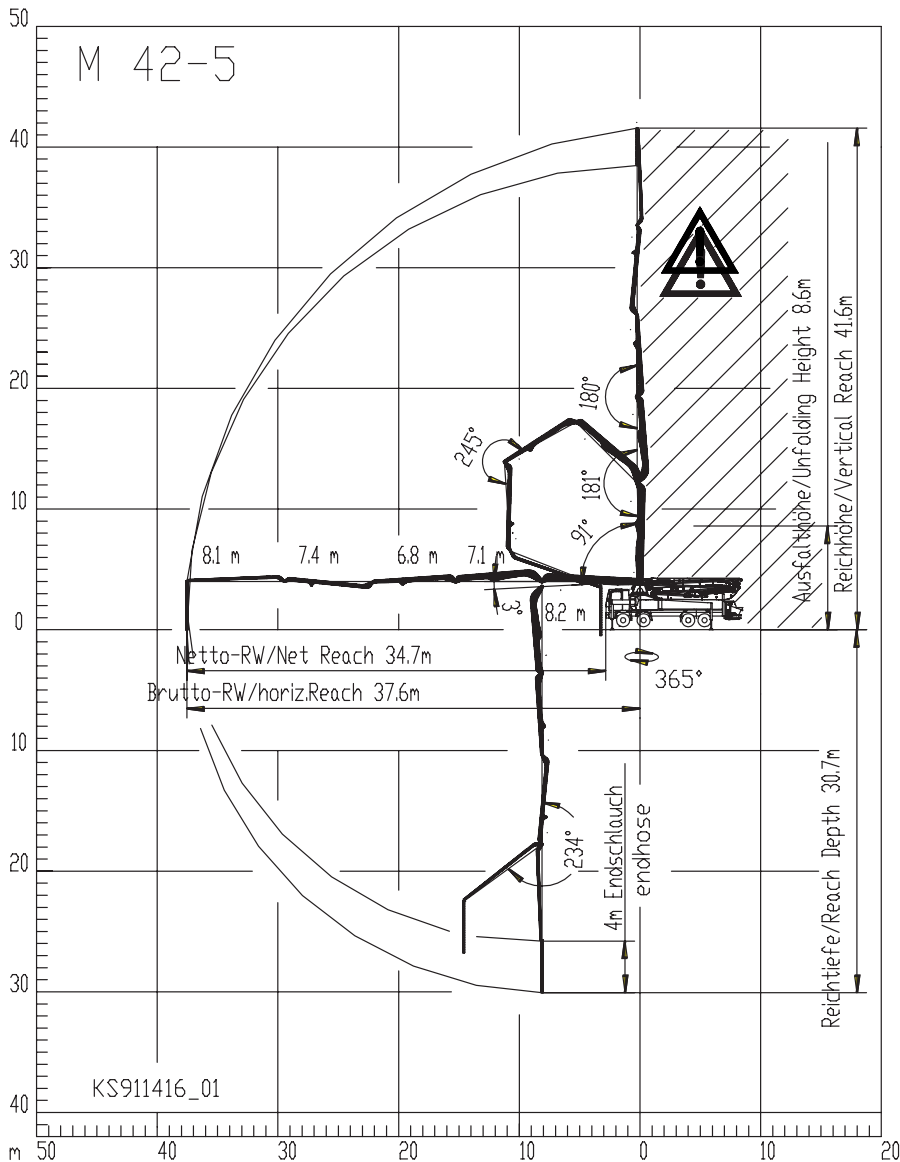 50
M 42-5
40
30
20
10
0
10
20
30
40
m 50 40 30 20 10 0 10 20
180°
245°
181°
91°
8.1 m 7.4 m 6.8 m 7.1 m
3°
8.2 m
Netto-RW/Net Reach 34.7m
Brutto-RW/horiz.Reach 37.6m
365°
234°
4m Endschlauch
endhose
Ausfalthöhe/Unfolding Height 8.6m
Reichhöhe/Vertical Reach 41.6m
Reichtiefe/Reach Depth 30.7m
KS911416_01